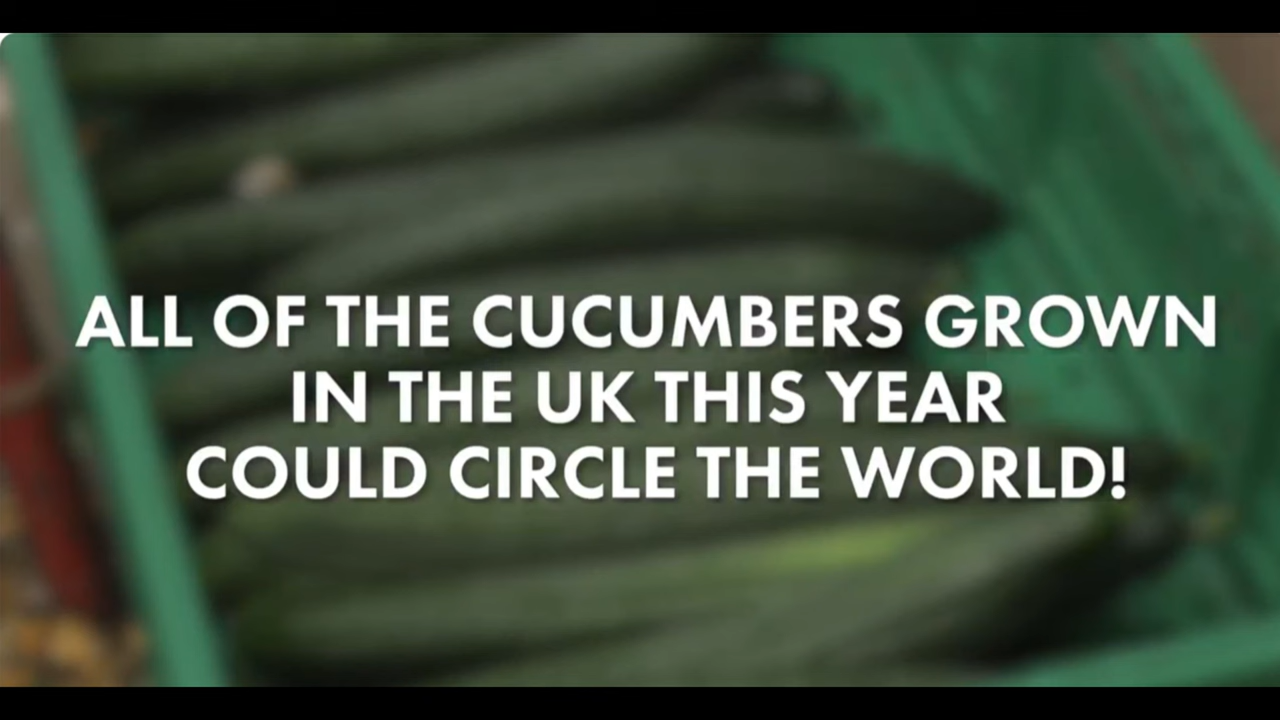 ALL OF THE CUCUMBERS GROWN
IN THE UK THIS YEAR
COULD CIRCLE THE WORLD!